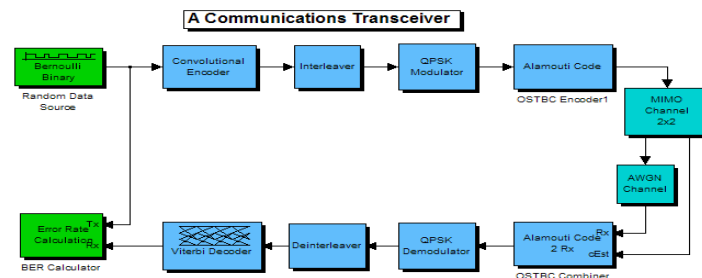 A Communications Transceiver
Bernoulli
Binary
Random Data
Source
Convolutional
Encoder
Interleaver
QPSK
Modulator
Alamouti Code
OSTBC Encoder1
MIMO
Channel
2x2
AWGN
Channel
Tx
Error Rate
Calculation
Rx
BER Calculator
Viterbi Decoder
Deinterleaver
QPSK
Demodulator
Rx
Alamouti Code
2 Rx
cEst
OSTBC Combiner